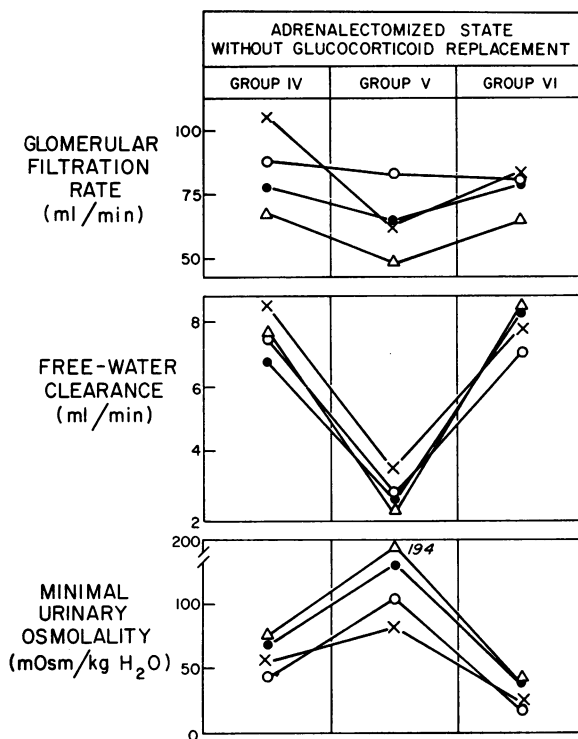 ADRENALECTOMIZED STATE
WITHOUT GLUCOCORTICOID REPLACEMENT
GROUP IV GROUP V GROUP VI
GLOMERULAR
FILTRATION
RATE
(ml/min)
100
75
50
FREE-WATER
CLEARANCE
(ml/min)
8
6
4
2
MINIMAL
URINARY
OSMOLALITY
(mOsm/kg H₂O)
200
194
100
50
0